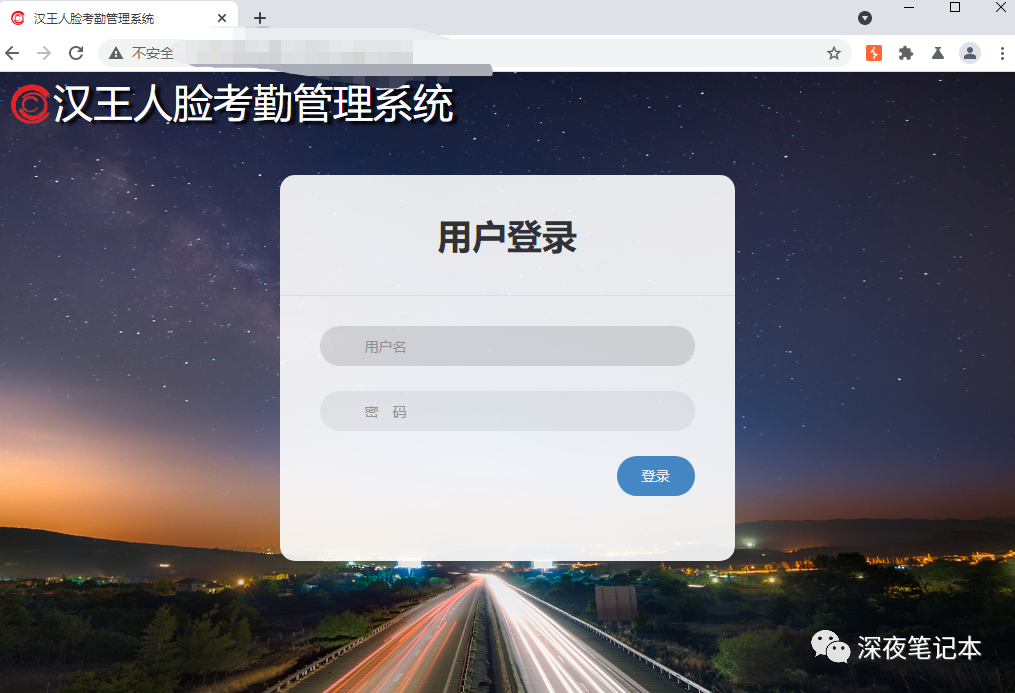 汉王人脸考勤管理系统
不安全
汉王人脸考勤管理系统
用户登录
用户名
密 码
登录
深夜笔记本